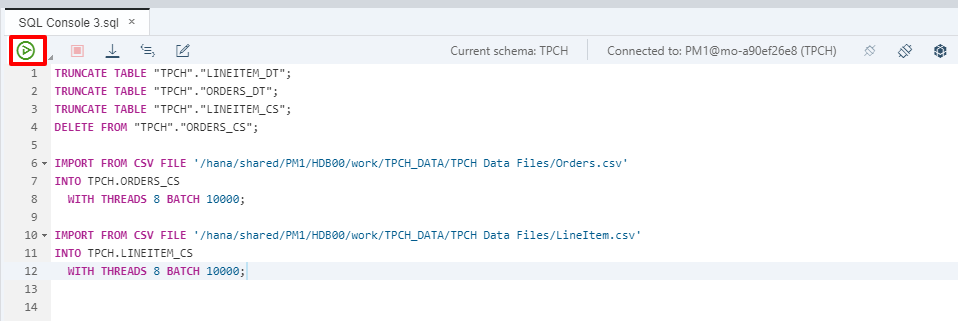 SQL Console 3.sql ×
Current schema: TPCH Connected to: PM1@mo-a90ef26e8 (TPCH)
1 TRUNCATE TABLE "TPCH"."LINEITEM_DT";
2 TRUNCATE TABLE "TPCH"."ORDERS_DT";
3 TRUNCATE TABLE "TPCH"."LINEITEM_CS";
4 DELETE FROM "TPCH"."ORDERS_CS";
5
6 IMPORT FROM CSV FILE '/hana/shared/PM1/HDB00/work/TPCH_DATA/TPCH Data Files/Orders.csv'
7 INTO TPCH.ORDERS_CS
8 WITH THREADS 8 BATCH 10000;
9
10 IMPORT FROM CSV FILE '/hana/shared/PM1/HDB00/work/TPCH_DATA/TPCH Data Files/LineItem.csv'
11 INTO TPCH.LINEITEM_CS
12 WITH THREADS 8 BATCH 10000;
13
14